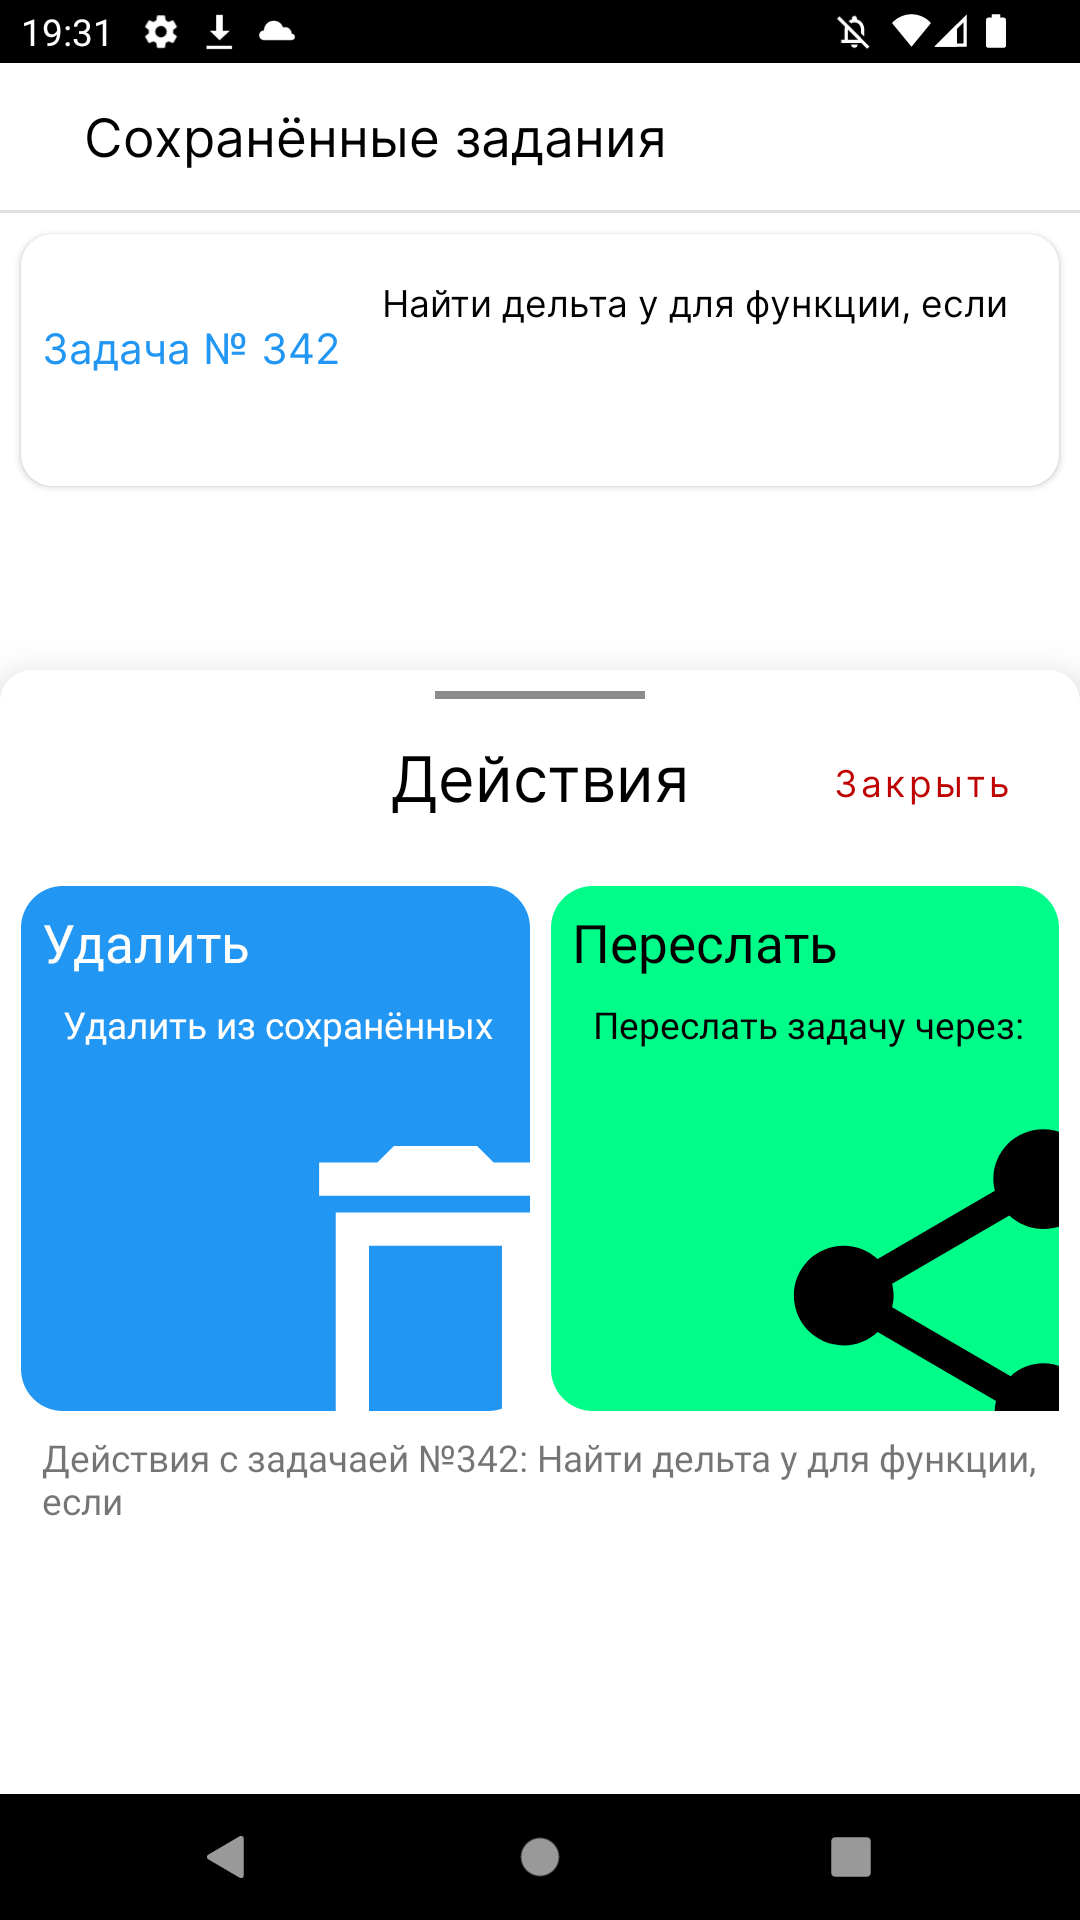 19:31
Сохранённые задания
Найти дельта у для функции, если
Задача № 342
Действия
Закрыть
Удалить
Удалить из сохранённых
Переслать
Переслать задачу через:
Действия с задачаей №342: Найти дельта у для функции,
если